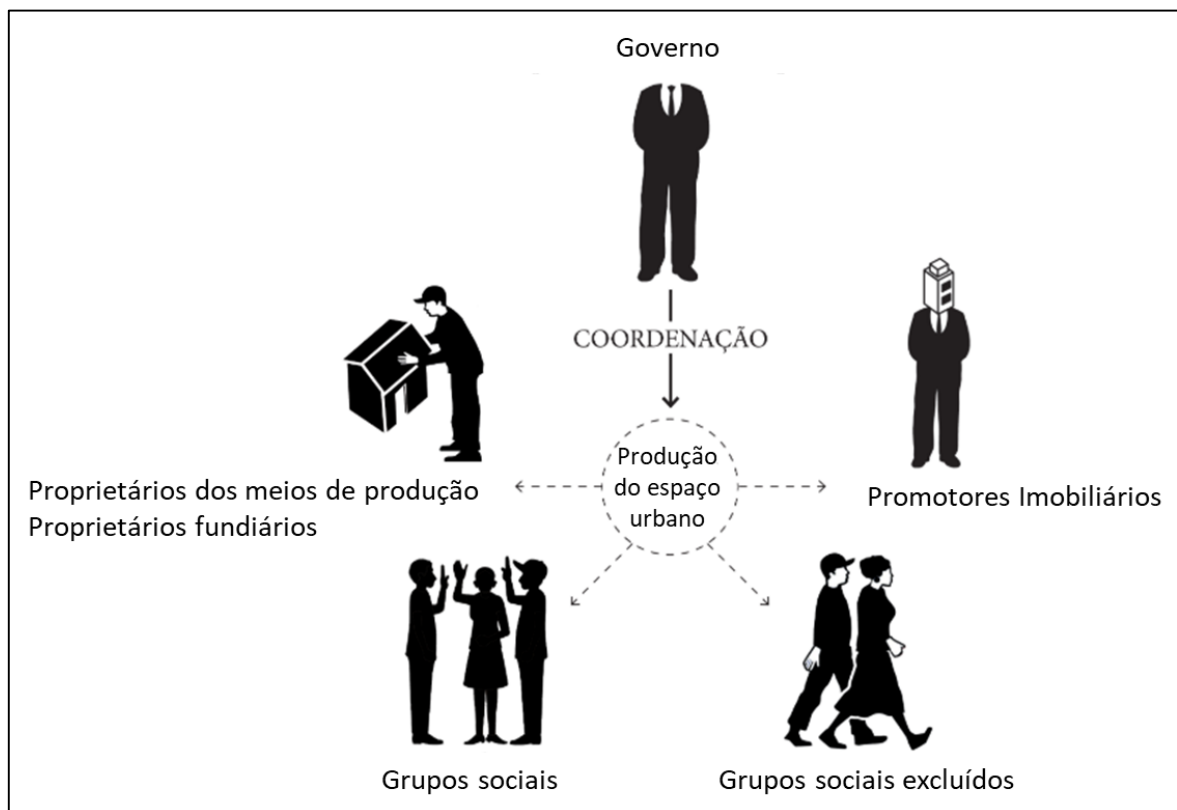 Governo
COORDENAÇÃO
Produção
do espaço
urbano
Proprietários dos meios de produção
Proprietários fundiários
Promotores Imobiliários
Grupos sociais
Grupos sociais excluídos